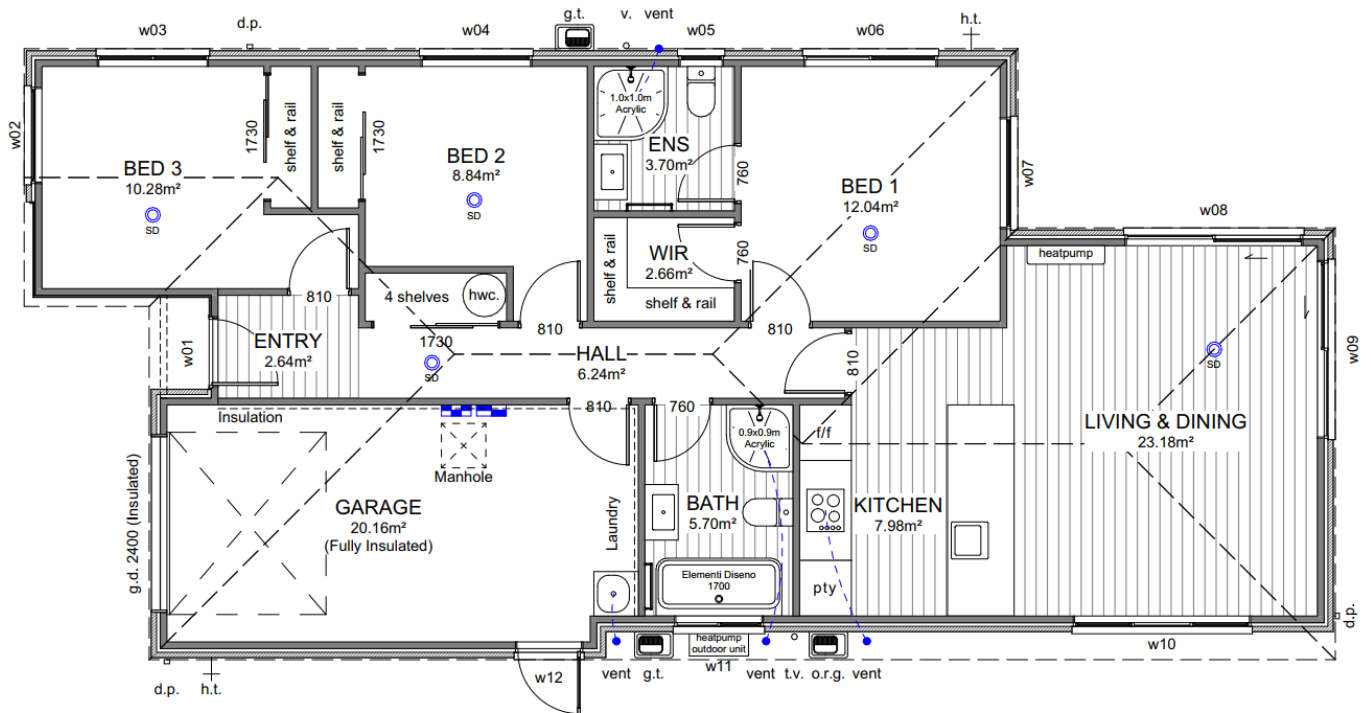 w03
d.p.
w04
g.t.
v.
vent
w05
w06
h.t.
w02
BED 3
10.28m²
SD
1730
shelf & rail
shelf & rail
1730
BED 2
8.84m²
SD
1.0x1.0m
Acrylic
ENS
3.70m²
760
BED 1
12.04m²
SD
w07
w08
heatpump
WIR
2.66m²
shelf & rail
shelf & rail
760
810
4 shelves
hwc.
810
810
w01
ENTRY
2.64m²
1730
SD
HALL
6.24m²
810
SD
w09
Insulation
810
760
Manhole
0.9x0.9m
Acrylic
f/f
LIVING & DINING
23.18m²
g.d. 2400 (Insulated)
GARAGE
20.16m²
(Fully Insulated)
Laundry
BATH
5.70m²
KITCHEN
7.98m²
Elementi Diseno
1700
pty
d.p.
heatpump
outdoor unit
w10
d.p.
h.t.
w12
vent
g.t.
w11
vent
t.v.
o.r.g.
vent